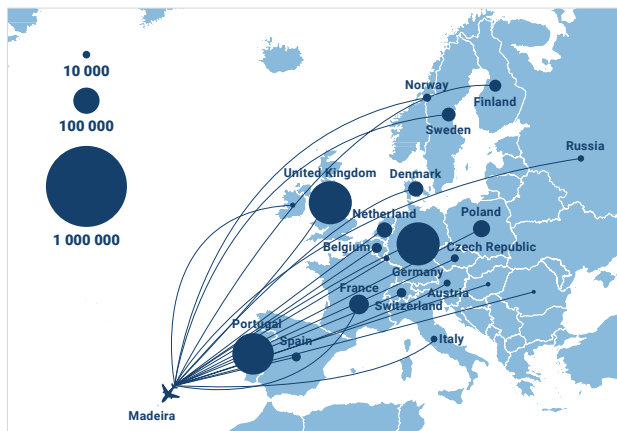 10 000
100 000
1 000 000
Norway
Finland
Sweden
Russia
United Kingdom
Denmark
Netherland
Poland
Belgium
Czech Republic
Germany
France
Austria
Switzerland
Portugal
Spain
Italy
Madeira